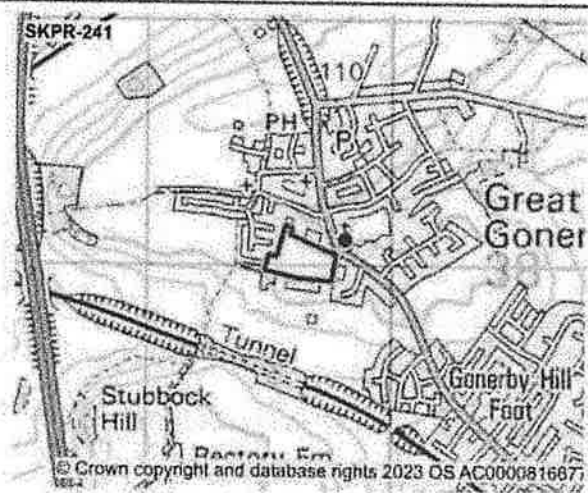 SKPR-241
110
PH
P
Great
Goner
38
Tunnel
Gonerby Hill
Foot
Stubbock
Hill
© Crown copyright and database rights 2023 OS AC0000816677